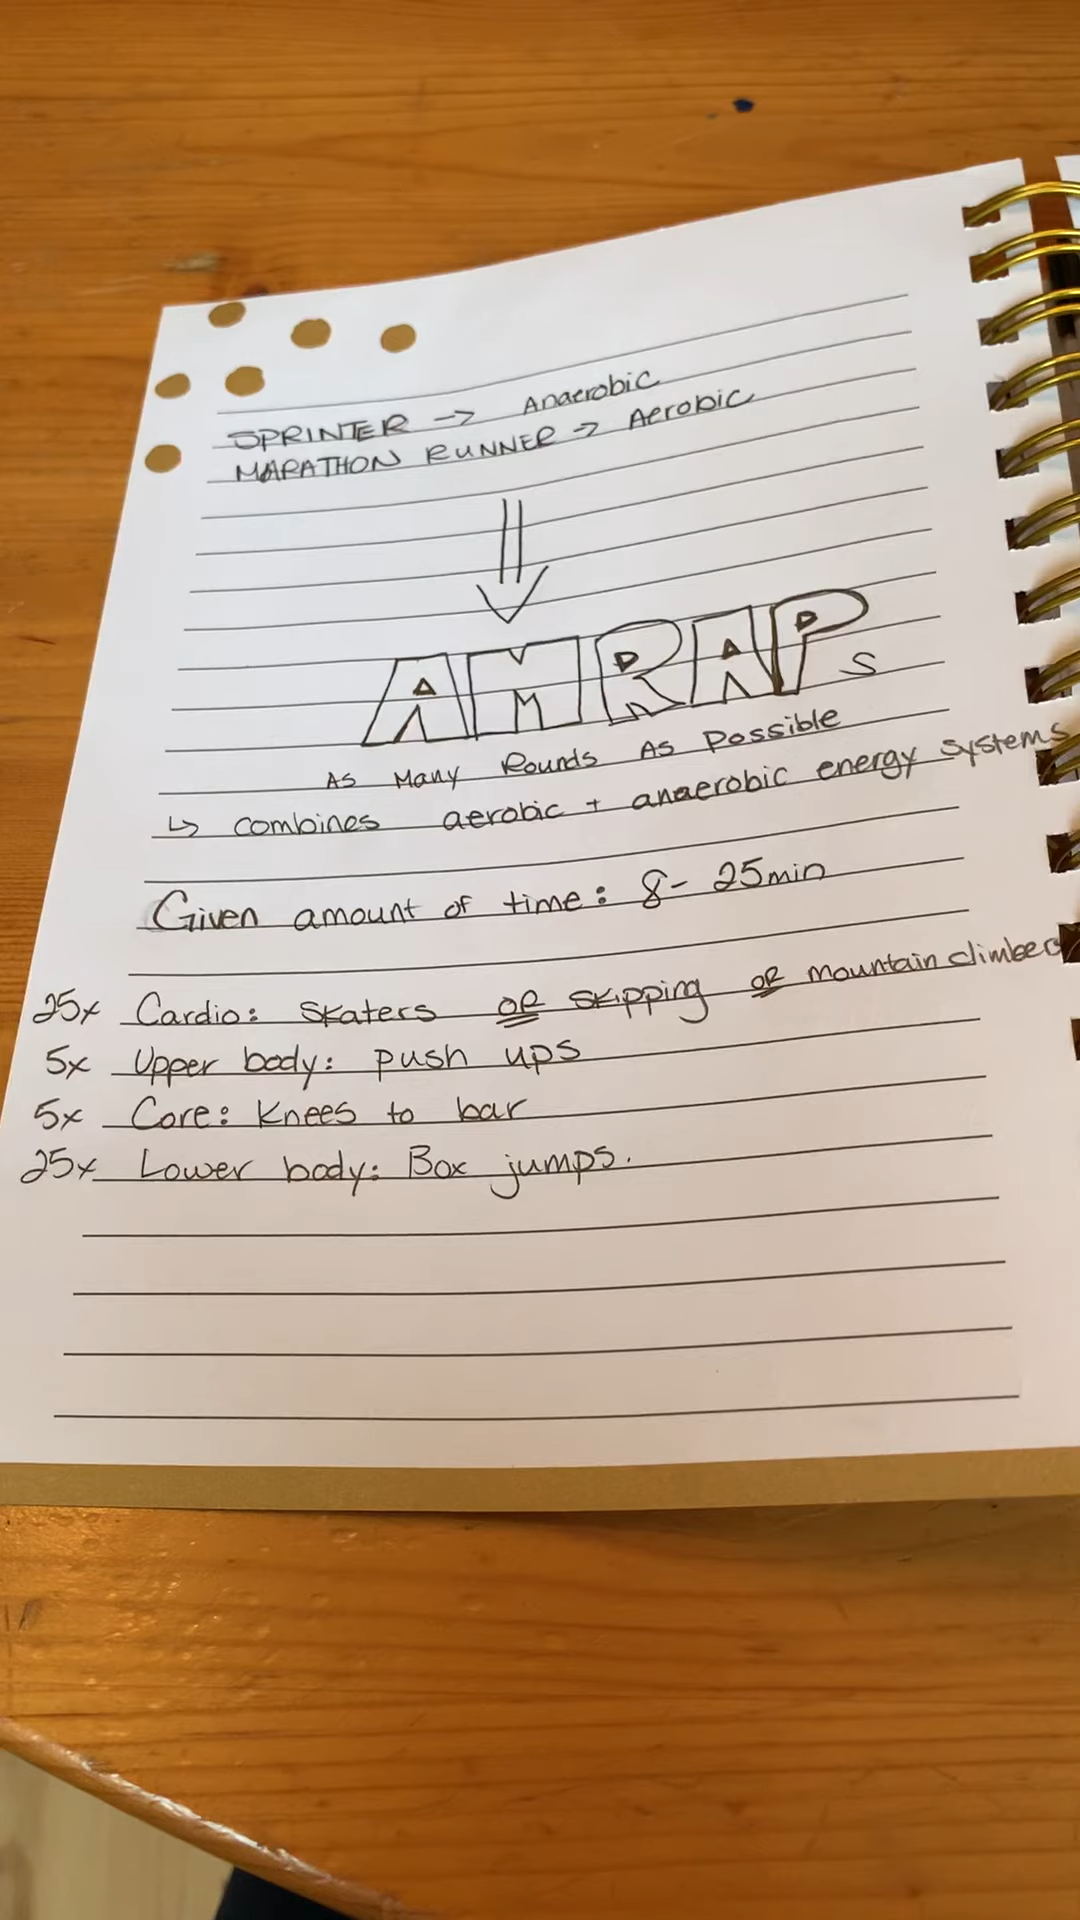 SPRINTER → Anaerobic
MARATHON RUNNER → Aerobic
AMRAPs
As Many Rounds As Possible
↳ combines aerobic + anaerobic energy systems
Given amount of time: 8 - 25min
25x Cardio: skaters OR skipping OR mountain climbers
5x Upper body: push ups
5x Core: Knees to bar
25x Lower body: Box jumps.